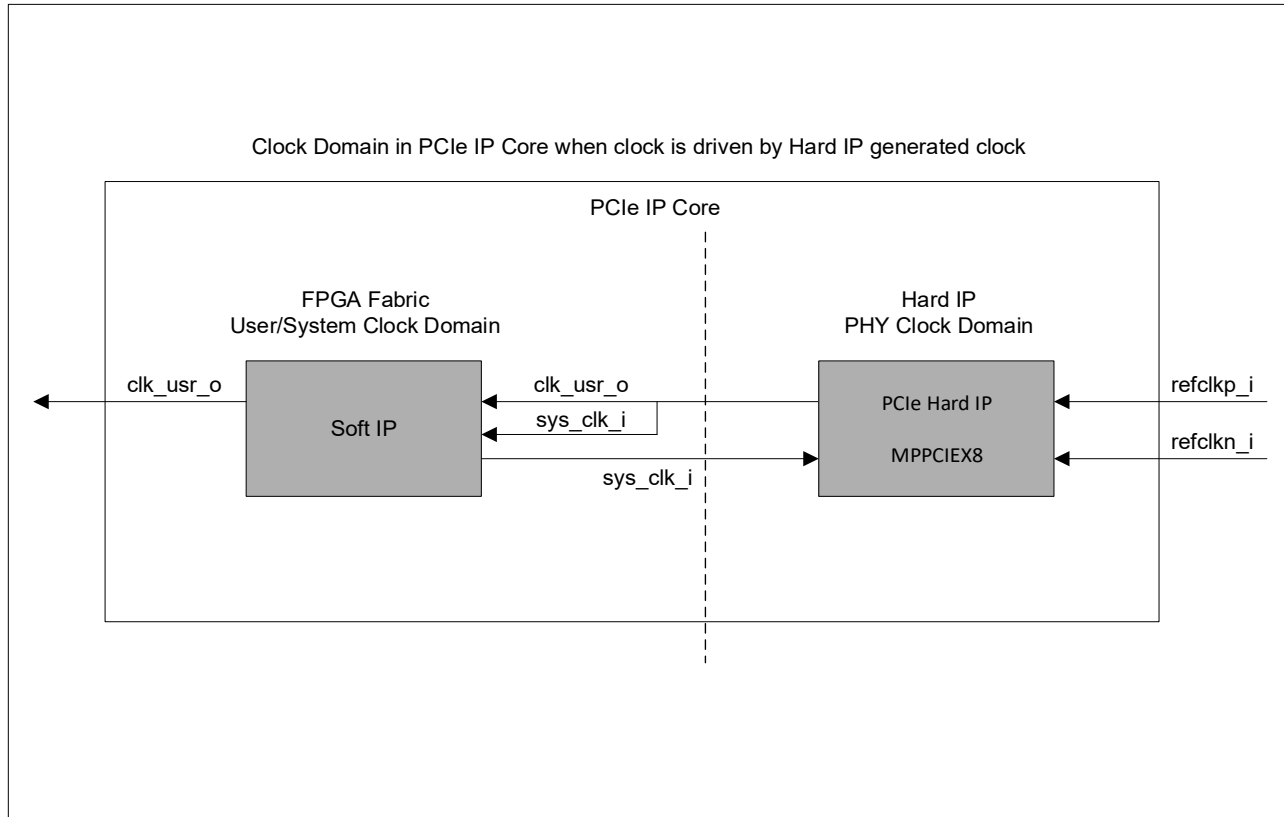 Clock Domain in PCIe IP Core when clock is driven by Hard IP generated clock
PCIe IP Core
FPGA Fabric
User/System Clock Domain
Hard IP
PHY Clock Domain
clk_usr_o
clk_usr_o
sys_clk_i
sys_clk_i
Soft IP
PCIe Hard IP
MPPCIEX8
refclkp_i
refclkn_i